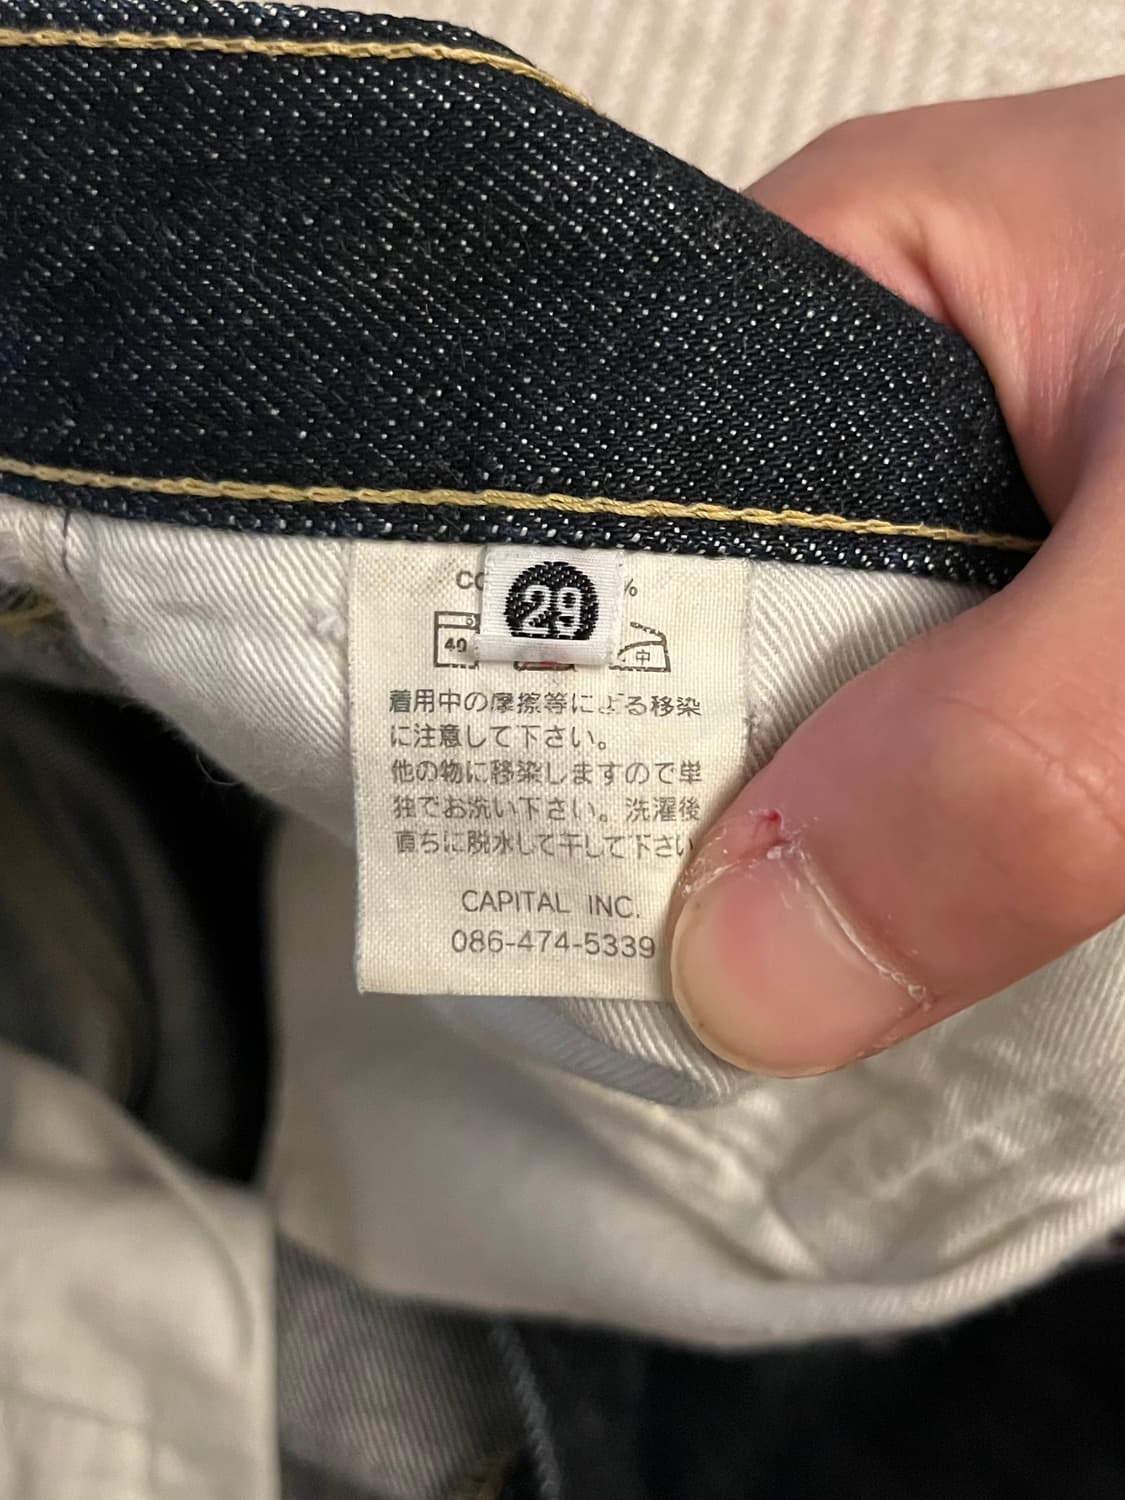 29
40
中
着用中の摩擦等による移染
に注意して下さい。
他の物に移染しますので単
独でお洗い下さい。洗濯後
直ちに脱水して干して下さい
CAPITAL INC.
086-474-5339